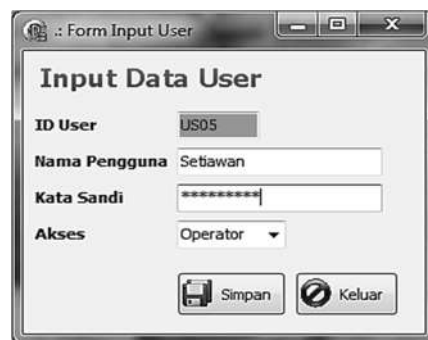 .: Form Input User
Input Data User
ID User US05
Nama Pengguna Setiawan
Kata Sandi *********
Akses Operator
Simpan Keluar